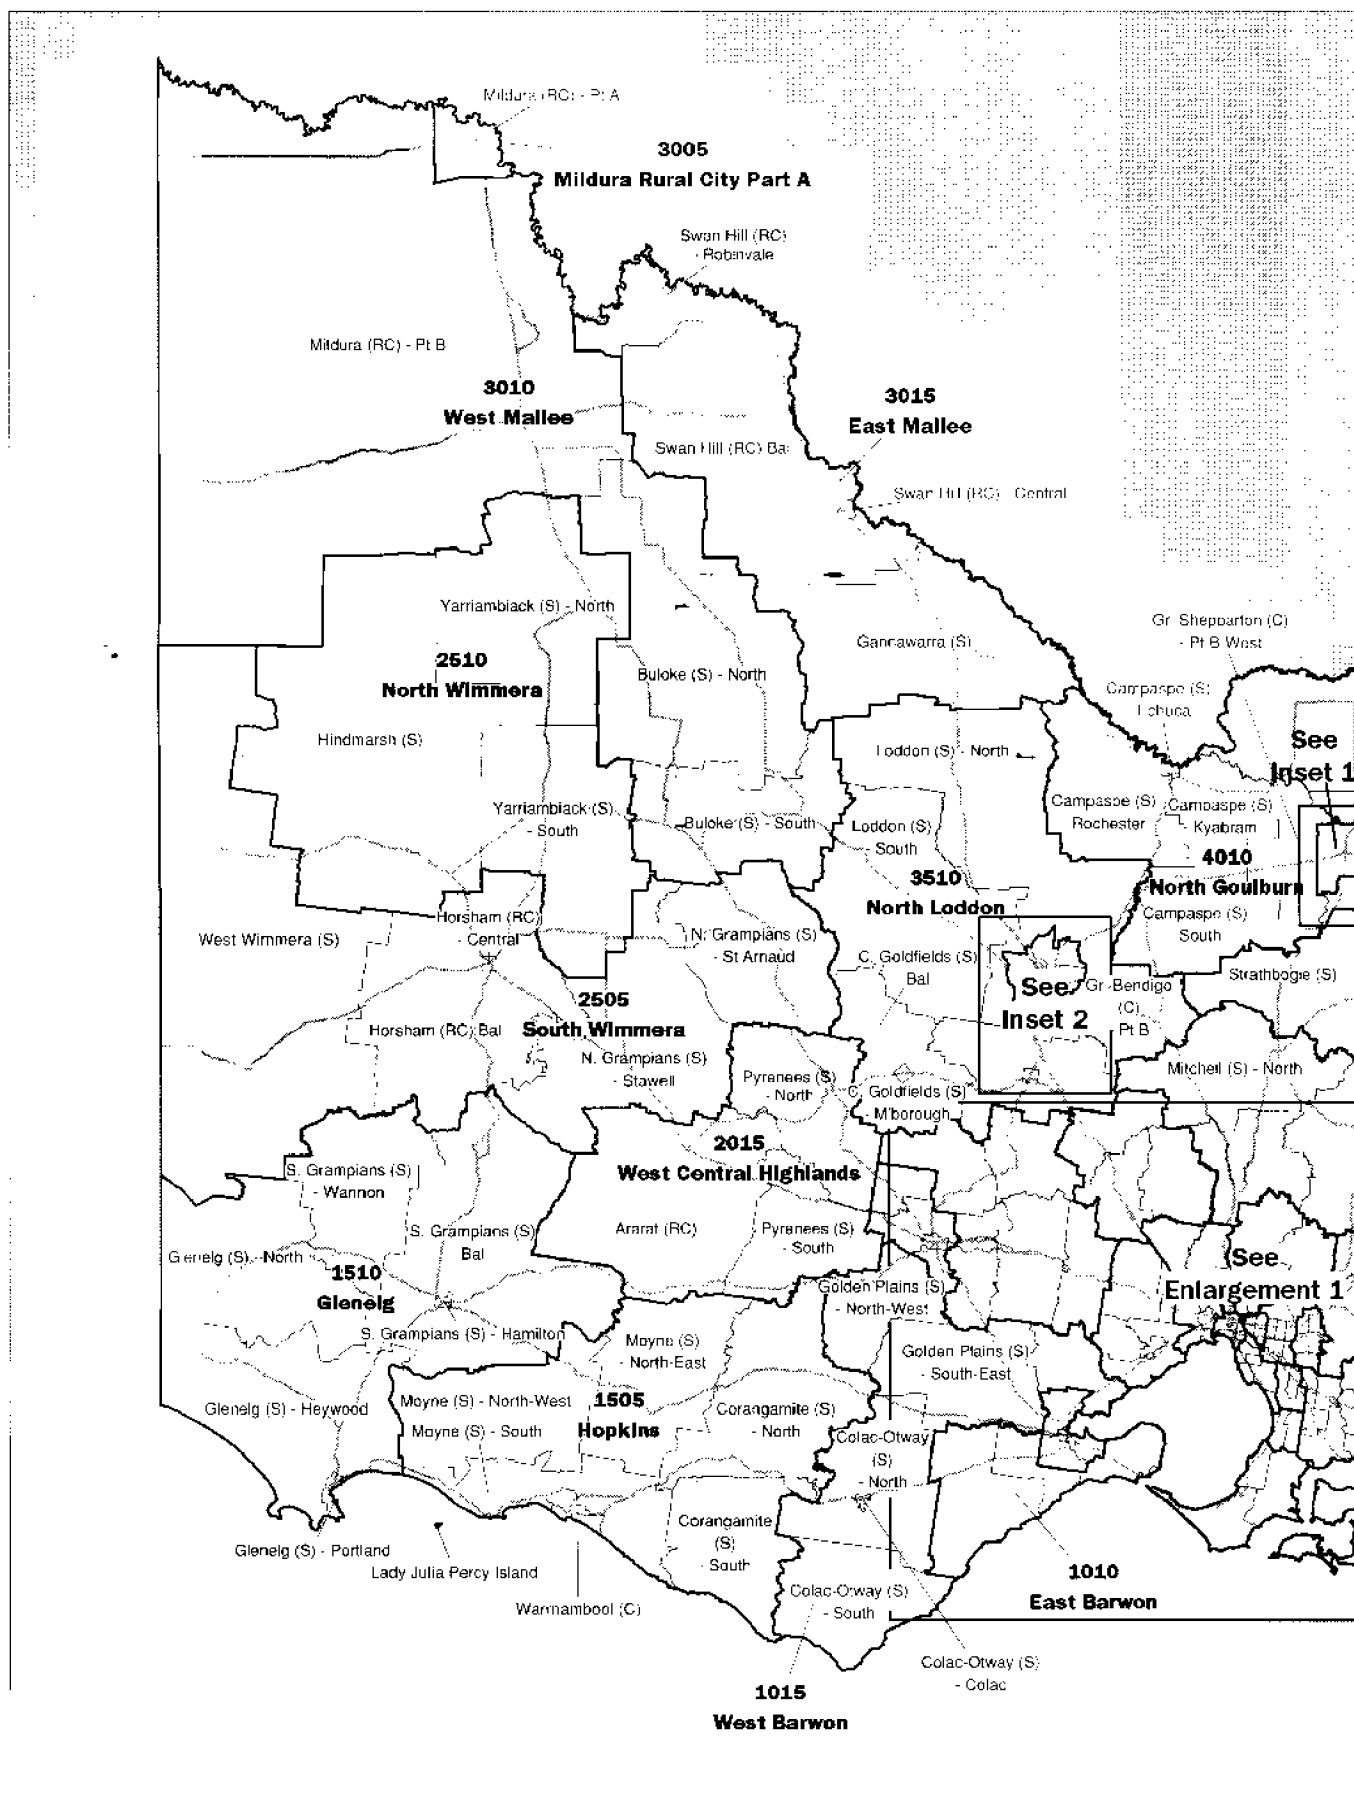 Mildura (RC) - Pt A
3005
Mildura Rural City Part A
Swan Hill (RC)
- Robinvale
Mildura (RC) - Pt B
3010
West Mallee
3015
East Mallee
Swan Hill (RC) Bal
Swan Hill (RC) - Central
Yarriambiack (S) - North
Gr. Shepparton (C)
- Pt B West
Gannawarra (S)
2510
North Wimmera
Buloke (S) - North
Campaspe (S)
Echuca
Hindmarsh (S)
Loddon (S) - North
See
Inset 1
Yarriambiack (S)
- South
Buloke (S) - South
Loddon (S)
- South
Campaspe (S)
Rochester
Campaspe (S)
- Kyabram
4010
North Goulburn
3510
North Loddon
Horsham (RC)
- Central
West Wimmera (S)
N. Grampians (S)
- St Arnaud
Campaspe (S)
South
C. Goldfields (S)
Bal
Strathbogie (S)
See
Inset 2
Gr. Bendigo
(C)
Pt B
2505
South Wimmera
Horsham (RC) Bal
N. Grampians (S)
- Stawell
Pyrenees (S)
- North
C. Goldfields (S)
- M'borough
Mitchell (S) - North
2015
West Central Highlands
S. Grampians (S)
- Wannon
S. Grampians (S)
Bal
Ararat (RC)
Pyrenees (S)
- South
Glenelg (S) - North
1510
Glenelg
See
Enlargement 1
Golden Plains (S)
- North-West
S. Grampians (S) - Hamilton
Moyne (S)
- North-East
Golden Plains (S)
- South-East
Glenelg (S) - Heywood
Moyne (S) - North-West
Moyne (S) - South
1505
Hopkins
Corangamite (S)
- North
Colac-Otway
(S)
- North
Corangamite
(S)
- South
Glenelg (S) - Portland
Lady Julia Percy Island
Warrnambool (C)
Colac-Otway (S)
- South
1010
East Barwon
Colac-Otway (S)
- Colac
1015
West Barwon